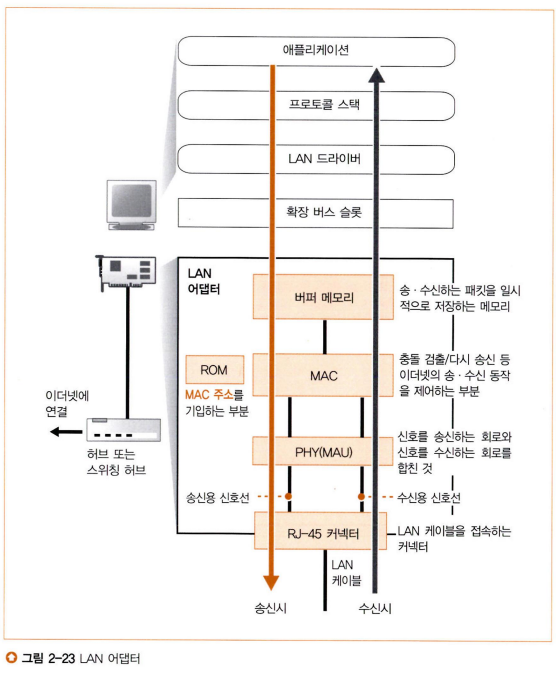 애플리케이션
프로토콜 스택
LAN 드라이버
확장 버스 슬롯
LAN
어댑터
버퍼 메모리
송·수신하는 패킷을 일시
적으로 저장하는 메모리
ROM
MAC 주소를
기입하는 부분
MAC
충돌 검출/다시 송신 등
이더넷의 송·수신 동작
을 제어하는 부분
이더넷에
연결
허브 또는
스위칭 허브
PHY(MAU)
신호를 송신하는 회로와
신호를 수신하는 회로를
합친 것
송신용 신호선
수신용 신호선
RJ-45 커넥터
LAN 케이블을 접속하는
커넥터
LAN
케이블
송신시
수신시
그림 2-23 LAN 어댑터